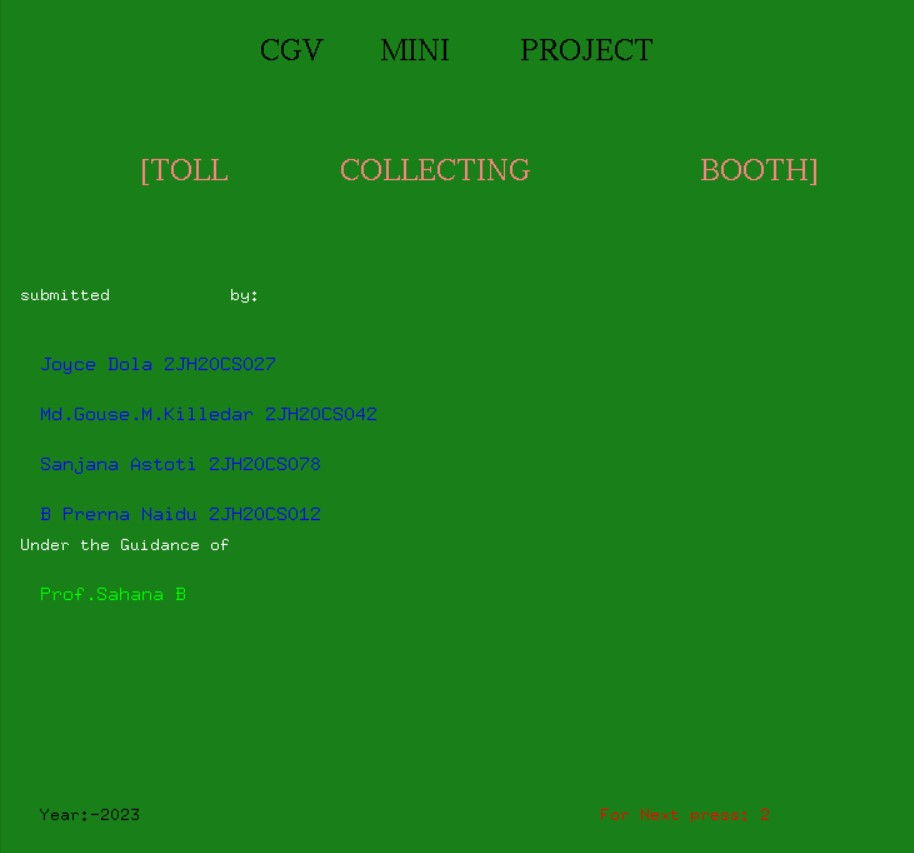 CGV MINI PROJECT
[TOLL COLLECTING BOOTH]
submitted by:
Joyce Dola 2JH20CS027
Md.Gouse.M.Killedar 2JH20CS042
Sanjana Astoti 2JH20CS078
B Prerna Naidu 2JH20CS012
Under the Guidance of
Prof.Sahana B
Year:-2023
For Next press: 2